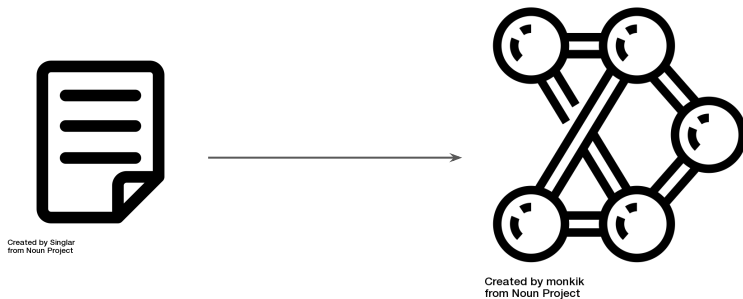 Created by Singlar
from Noun Project
Created by monkik
from Noun Project